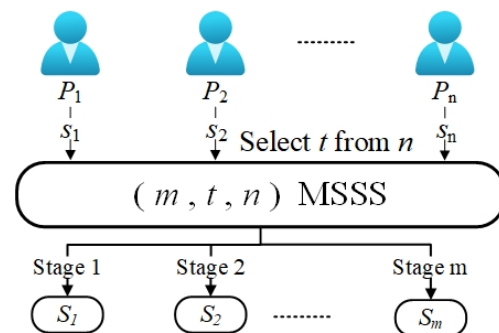 P1 P2 Pn
s1 s2 sn
Select t from n
( m , t , n ) MSSS
Stage 1 Stage 2 Stage m
S1 S2 ......... Sm